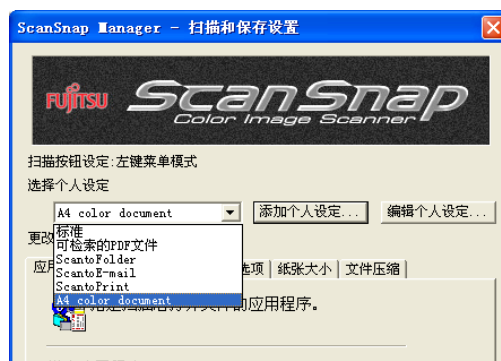 ScanSnap Manager - 扫描和保存设置
FUJITSU ScanSnap
Color Image Scanner
扫描按钮设定:左键菜单模式
选择个人设定
A4 color document 添加个人设定... 编辑个人设定...
标准
可检索的PDF文件
ScantoFolder
ScantoE-mail
ScantoPrint
A4 color document
更改
选项 纸张大小 文件压缩
应用程序。